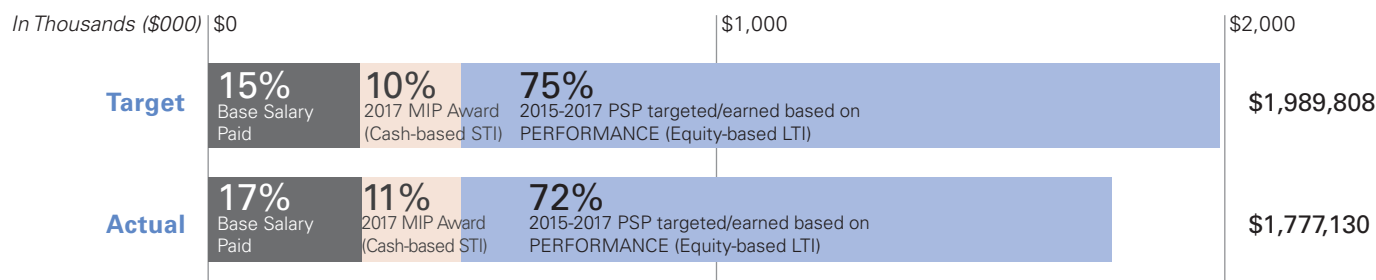 In Thousands ($000) $0 $1,000 $2,000
Target
15%
Base Salary
Paid
10%
2017 MIP Award
(Cash-based STI)
75%
2015-2017 PSP targeted/earned based on
PERFORMANCE (Equity-based LTI)
$1,989,808
Actual
17%
Base Salary
Paid
11%
2017 MIP Award
(Cash-based STI)
72%
2015-2017 PSP targeted/earned based on
PERFORMANCE (Equity-based LTI)
$1,777,130